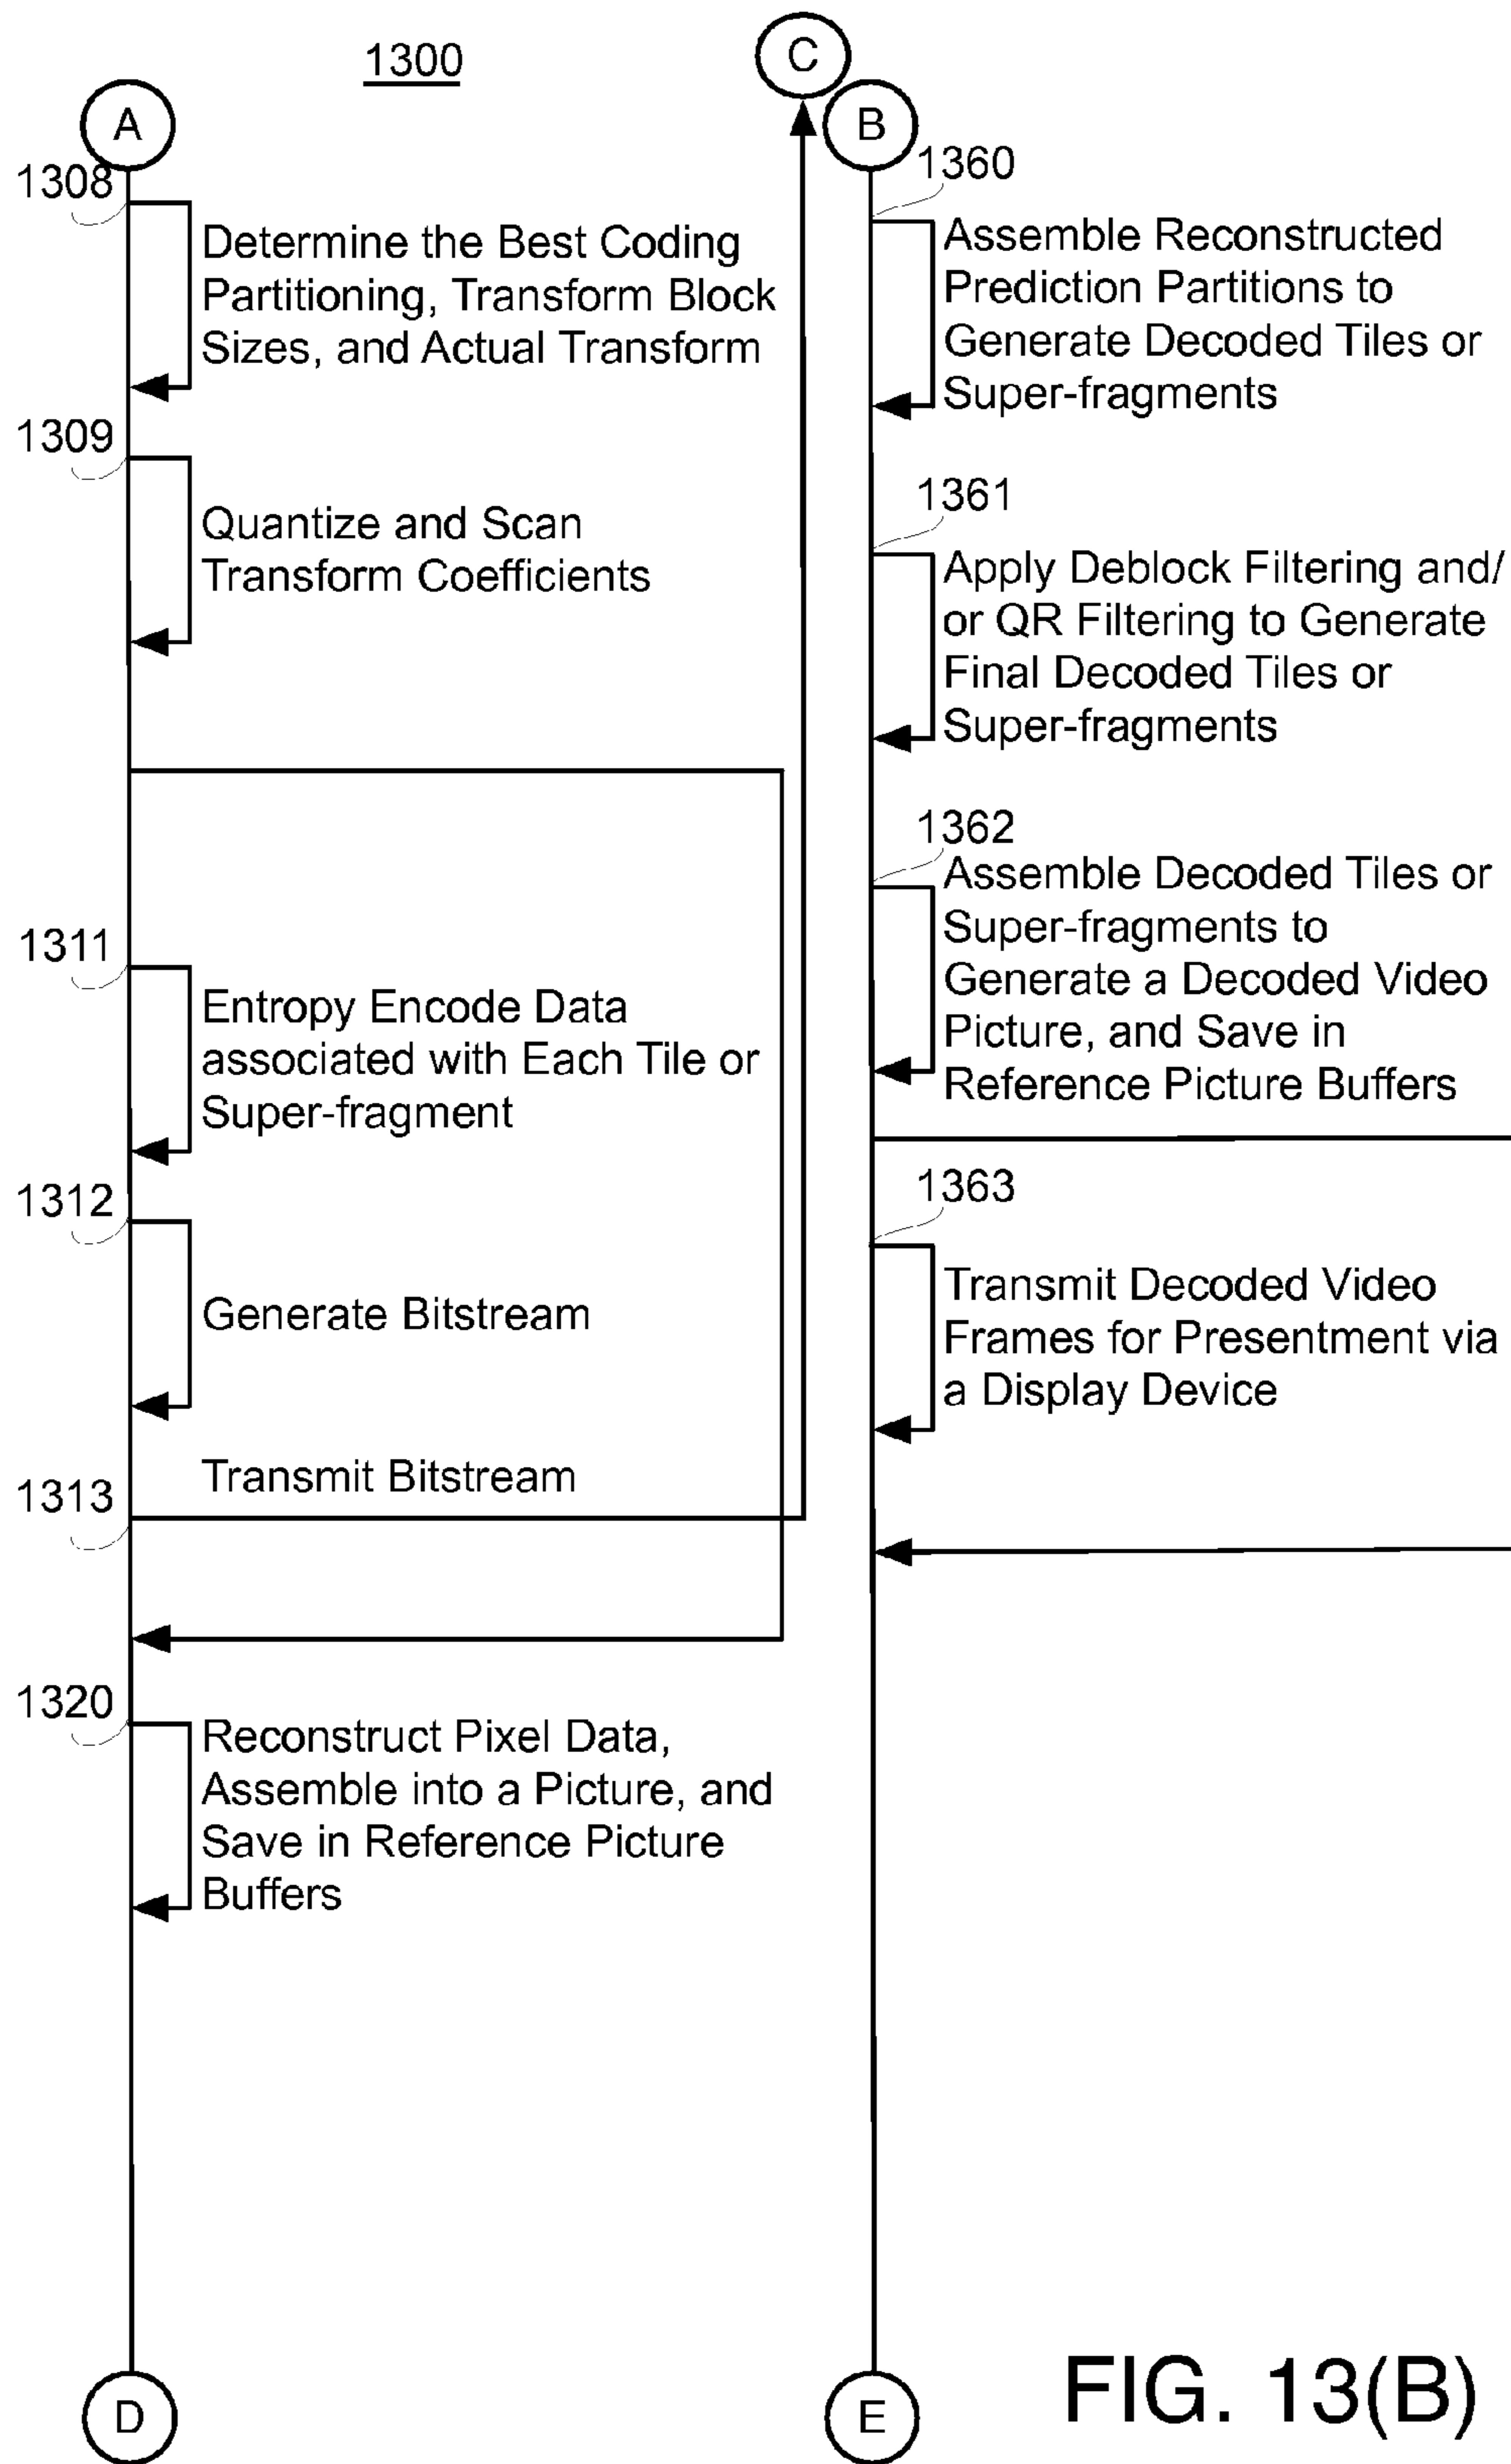 1300
C
A
B
1308
Determine the Best Coding
Partitioning, Transform Block
Sizes, and Actual Transform
1309
Quantize and Scan
Transform Coefficients
1311
Entropy Encode Data
associated with Each Tile or
Super-fragment
1312
Generate Bitstream
Transmit Bitstream
1313
1320
Reconstruct Pixel Data,
Assemble into a Picture, and
Save in Reference Picture
Buffers
D
1360
Assemble Reconstructed
Prediction Partitions to
Generate Decoded Tiles or
Super-fragments
1361
Apply Deblock Filtering and/
or QR Filtering to Generate
Final Decoded Tiles or
Super-fragments
1362
Assemble Decoded Tiles or
Super-fragments to
Generate a Decoded Video
Picture, and Save in
Reference Picture Buffers
1363
Transmit Decoded Video
Frames for Presentment via
a Display Device
E
FIG. 13(B)